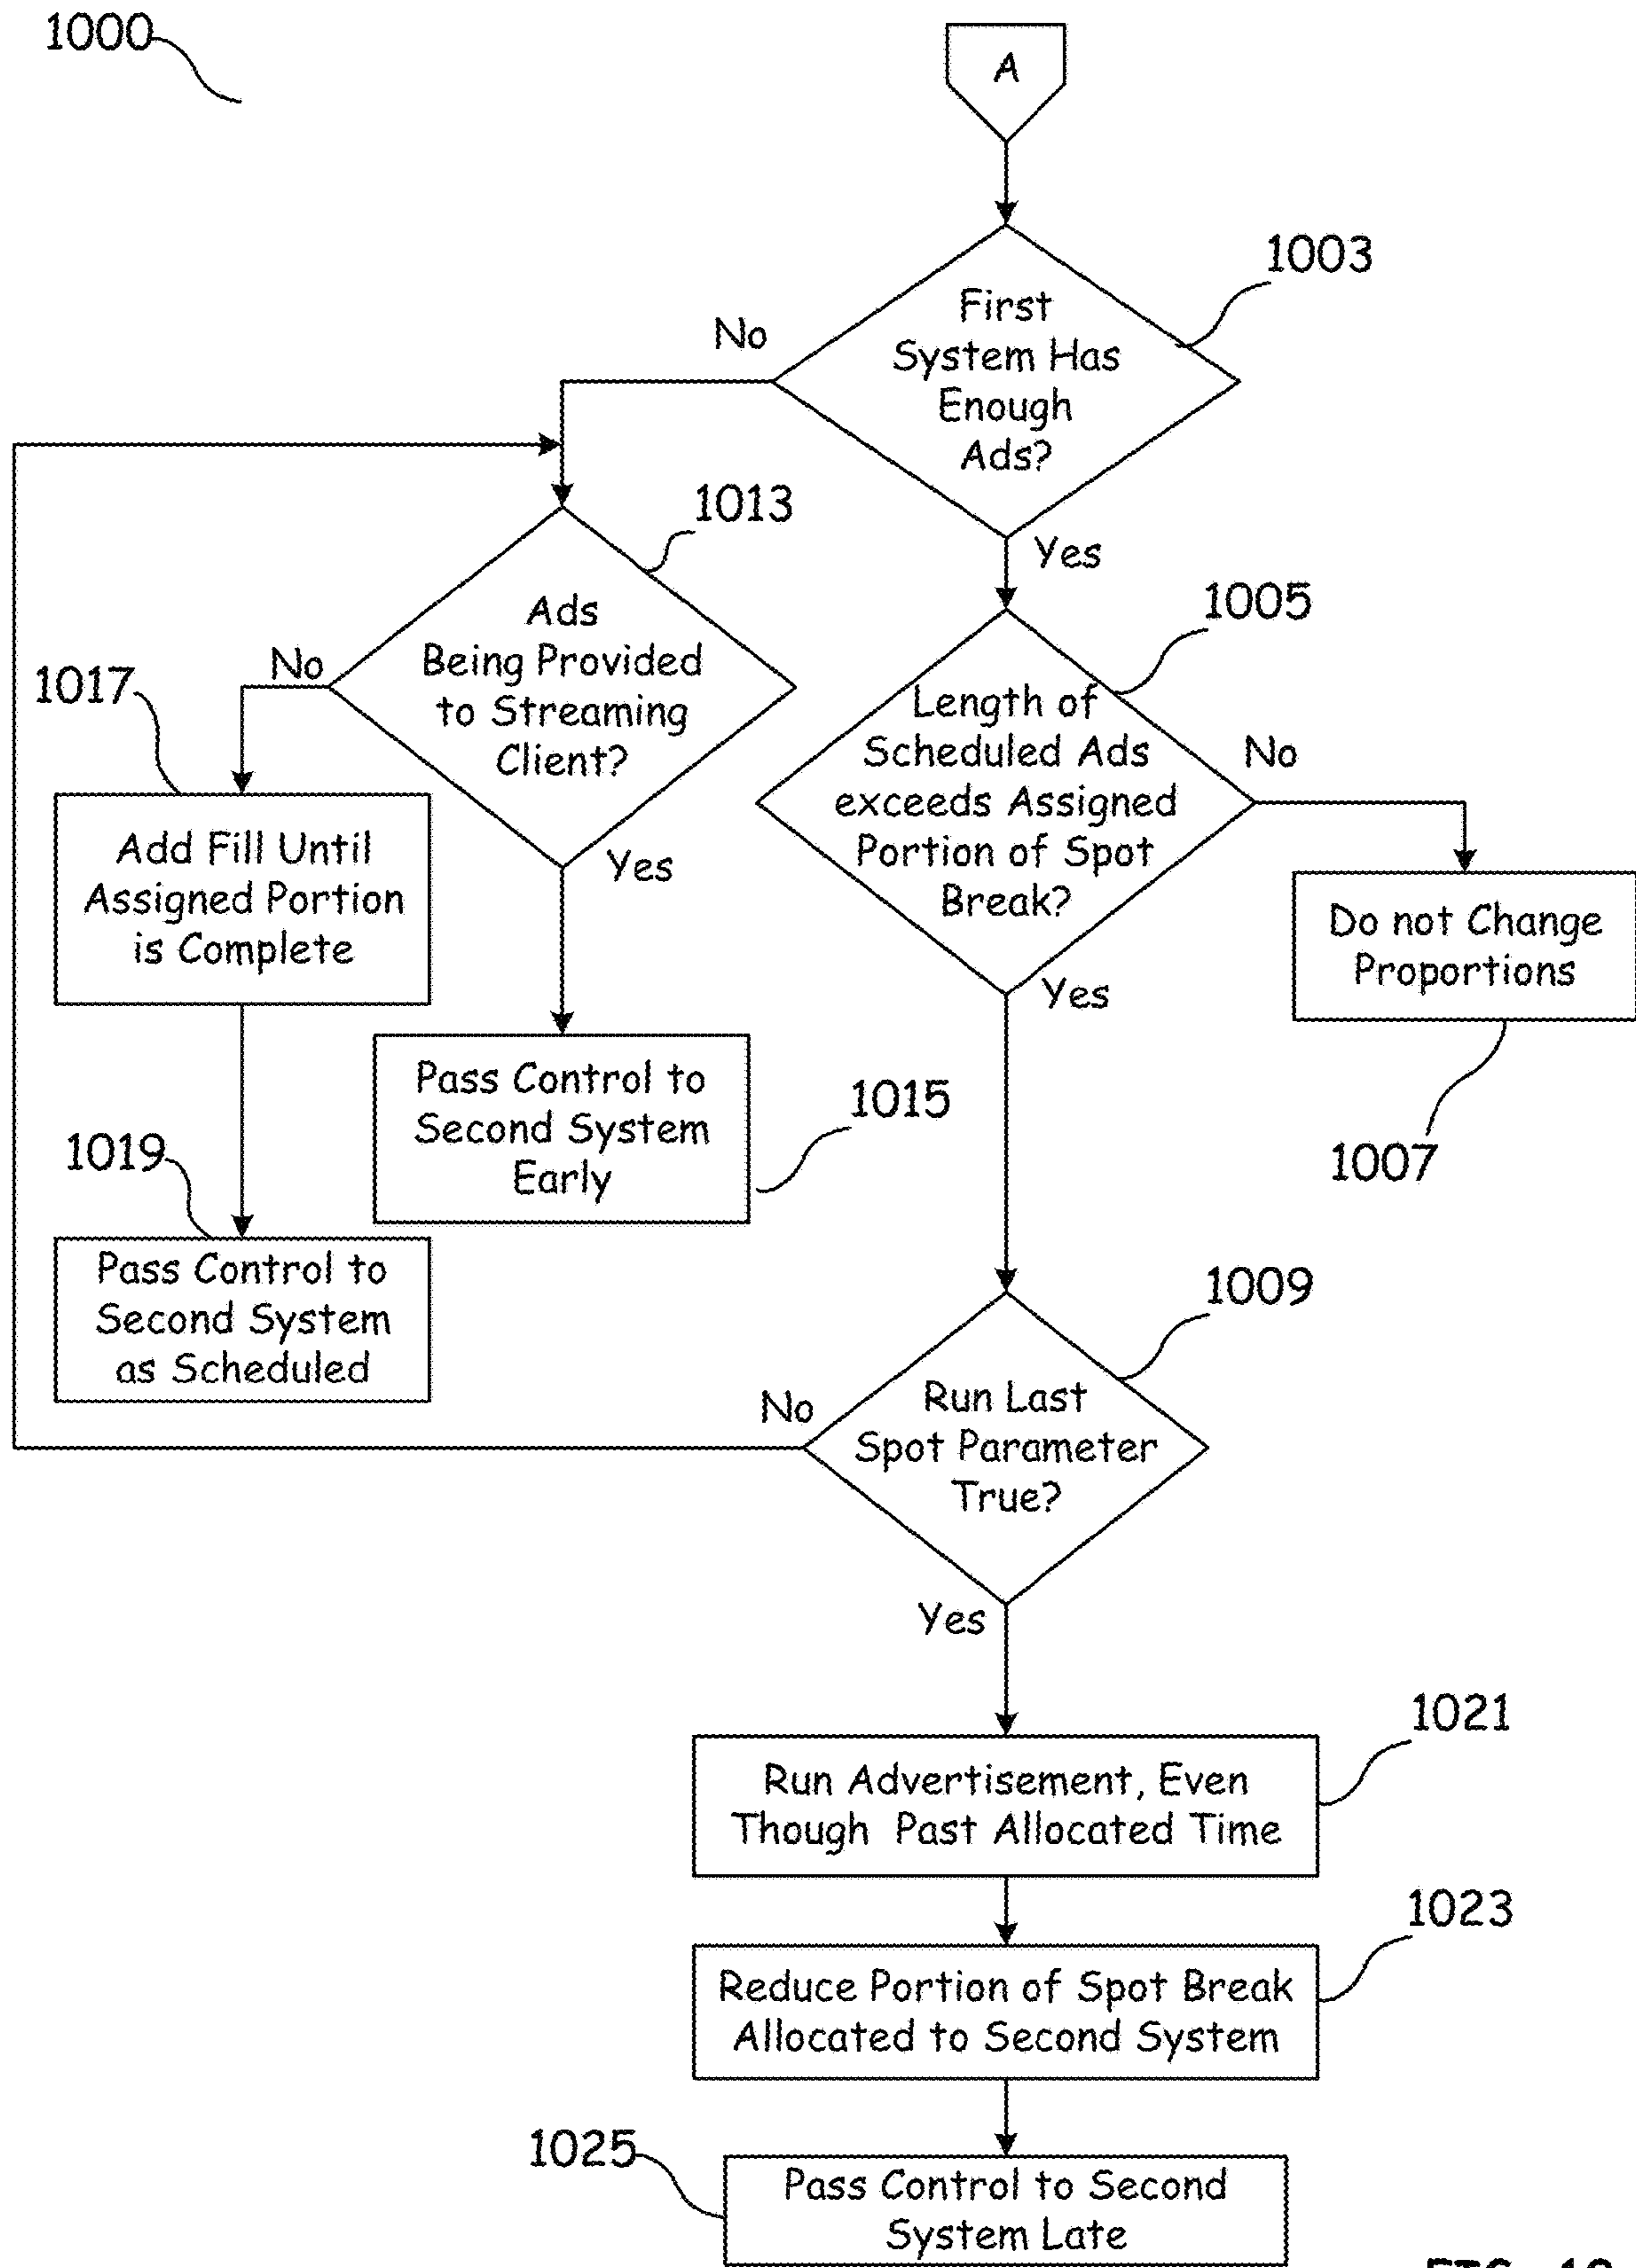 1000
A
1003
First
System Has
Enough
Ads?
No
Yes
1013
Ads
Being Provided
to Streaming
Client?
No
Yes
1005
Length of
Scheduled Ads
exceeds Assigned
Portion of Spot
Break?
No
Yes
1017
Add Fill Until
Assigned Portion
is Complete
Do not Change
Proportions
1007
Pass Control to
Second System
Early
1015
1019
Pass Control to
Second System
as Scheduled
1009
Run Last
Spot Parameter
True?
No
Yes
1021
Run Advertisement, Even
Though Past Allocated Time
1023
Reduce Portion of Spot Break
Allocated to Second System
1025
Pass Control to Second
System Late